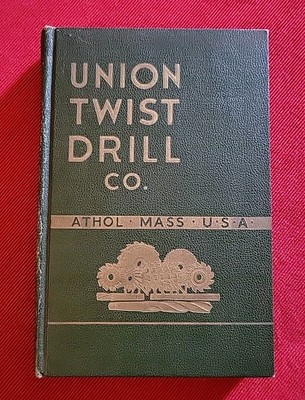 UNION
TWIST
DRILL
CO.
ATHOL · MASS · U·S·A·